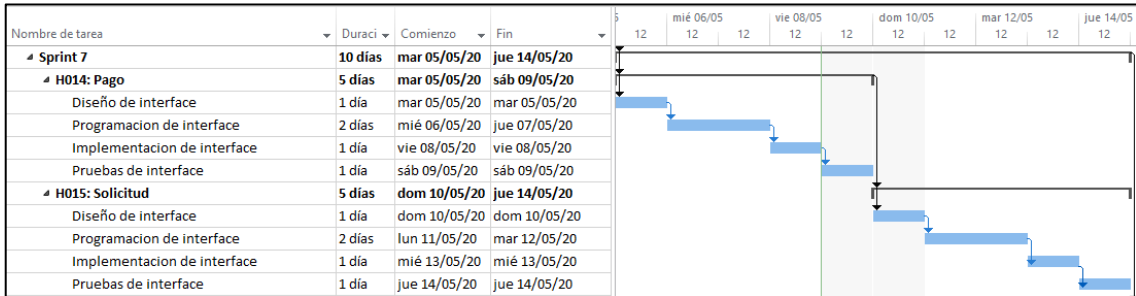 5 mié 06/05 vie 08/05 dom 10/05 mar 12/05 jue 14/05
Nombre de tarea Duraci Comienzo Fin 12 12 12 12 12 12 12 12 12 12
Sprint 7 10 días mar 05/05/20 jue 14/05/20
H014: Pago 5 días mar 05/05/20 sáb 09/05/20
Diseño de interface 1 día mar 05/05/20 mar 05/05/20
Programacion de interface 2 días mié 06/05/20 jue 07/05/20
Implementacion de interface 1 día vie 08/05/20 vie 08/05/20
Pruebas de interface 1 día sáb 09/05/20 sáb 09/05/20
H015: Solicitud 5 días dom 10/05/20 jue 14/05/20
Diseño de interface 1 día dom 10/05/20 dom 10/05/20
Programacion de interface 2 días lun 11/05/20 mar 12/05/20
Implementacion de interface 1 día mié 13/05/20 mié 13/05/20
Pruebas de interface 1 día jue 14/05/20 jue 14/05/20